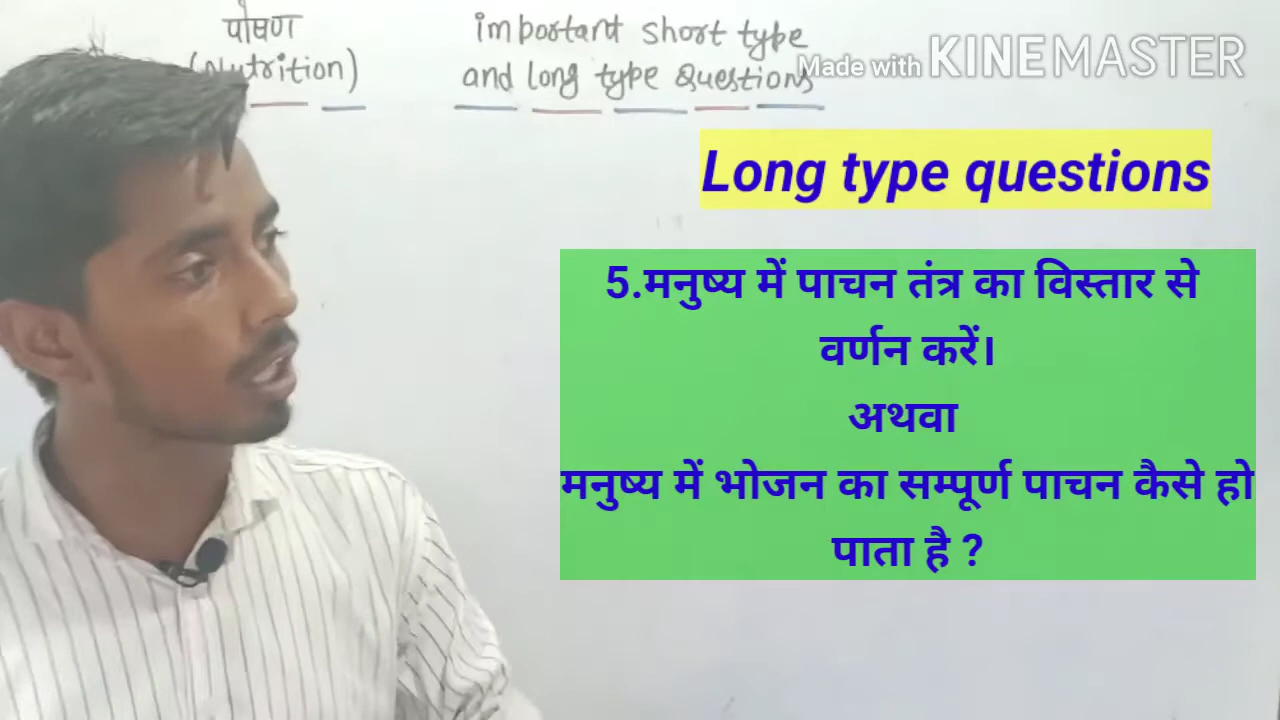 पोषण
(Nutrition)
important short type
and long type Questions
Made with KINEMASTER
Long type questions
5.मनुष्य में पाचन तंत्र का विस्तार से
वर्णन करें।
अथवा
मनुष्य में भोजन का सम्पूर्ण पाचन कैसे हो
पाता है ?